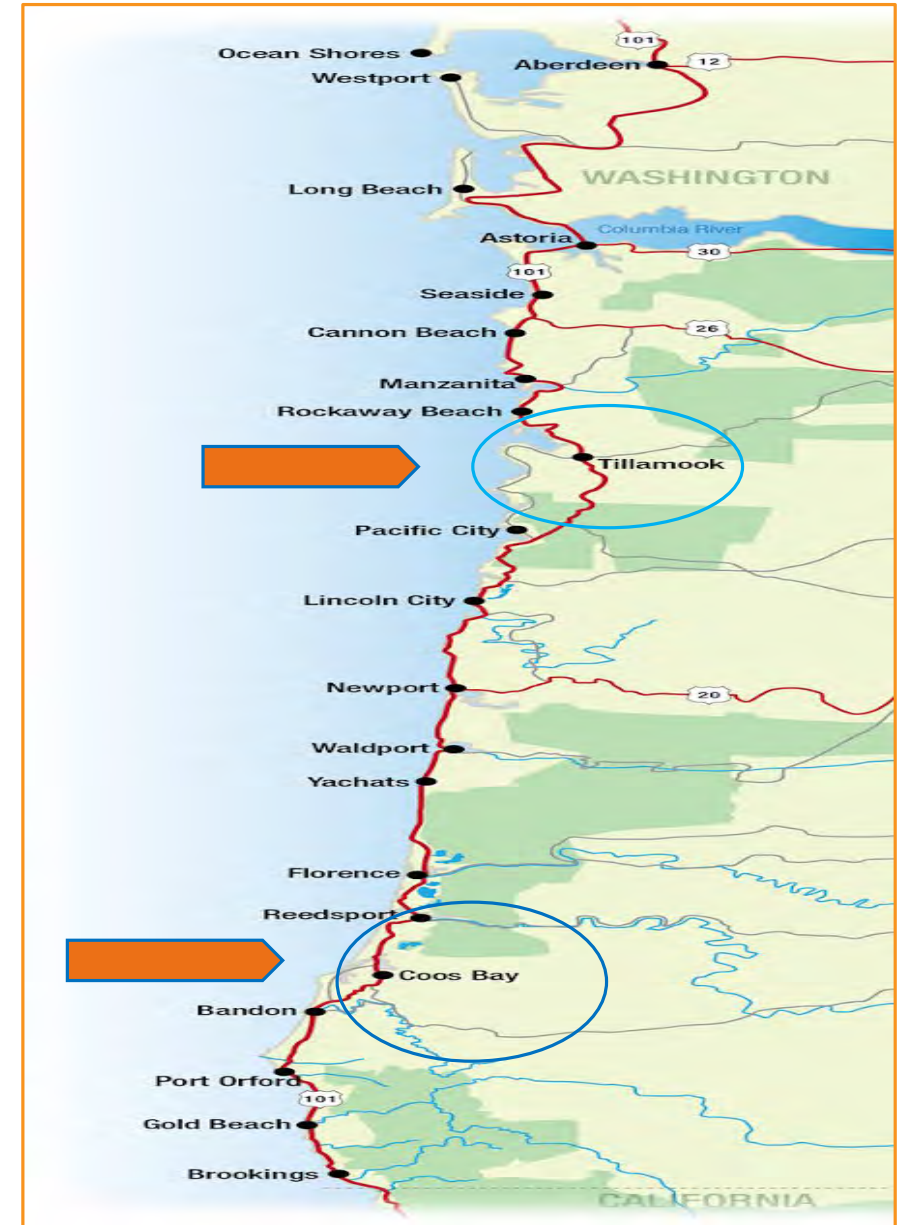 101
Ocean Shores
Aberdeen
12
Westport
WASHINGTON
Long Beach
Columbia River
Astoria
30
101
Seaside
26
Cannon Beach
Manzanita
Rockaway Beach
Tillamook
Pacific City
Lincoln City
Newport
20
Waldport
Yachats
Florence
Reedsport
Coos Bay
Bandon
Port Orford
101
Gold Beach
Brookings
CALIFORNIA